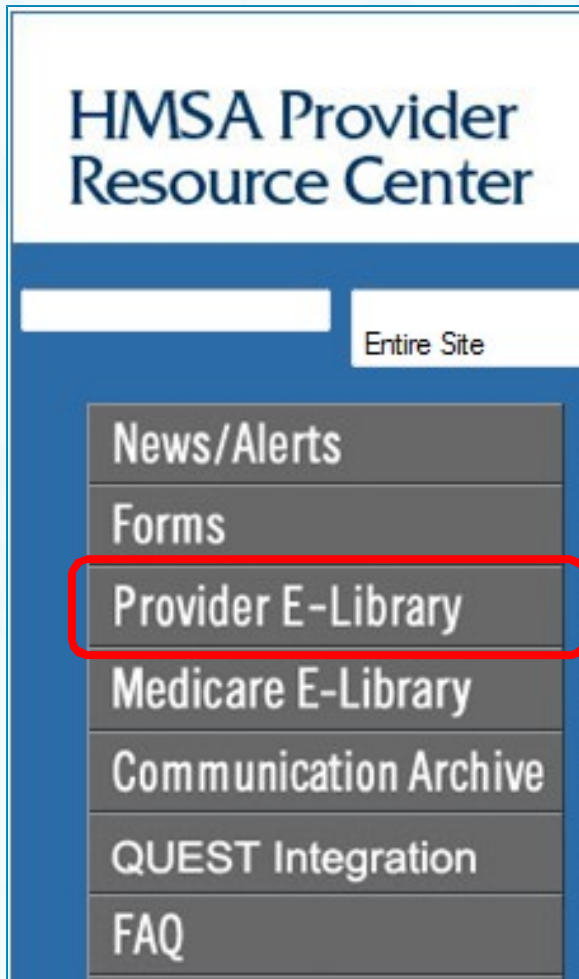 HMSA Provider
Resource Center
Entire Site
News/Alerts
Forms
Provider E-Library
Medicare E-Library
Communication Archive
QUEST Integration
FAQ